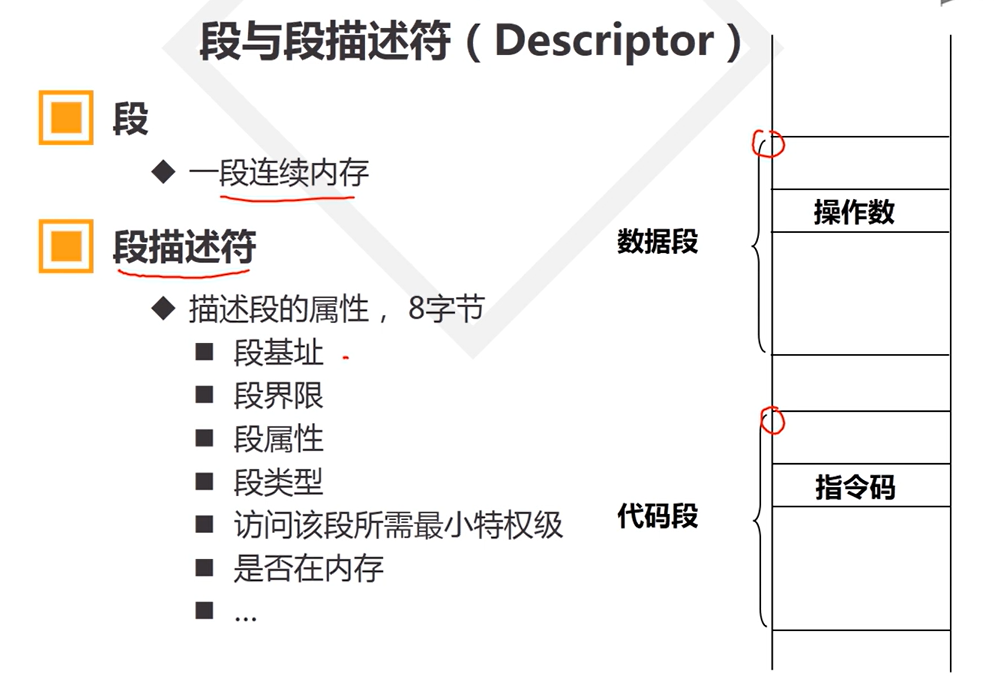 段与段描述符（Descriptor）
段
一段连续内存
段描述符
描述段的属性，8字节
段基址
段界限
段属性
段类型
访问该段所需最小特权级
是否在内存
...
数据段
操作数
代码段
指令码